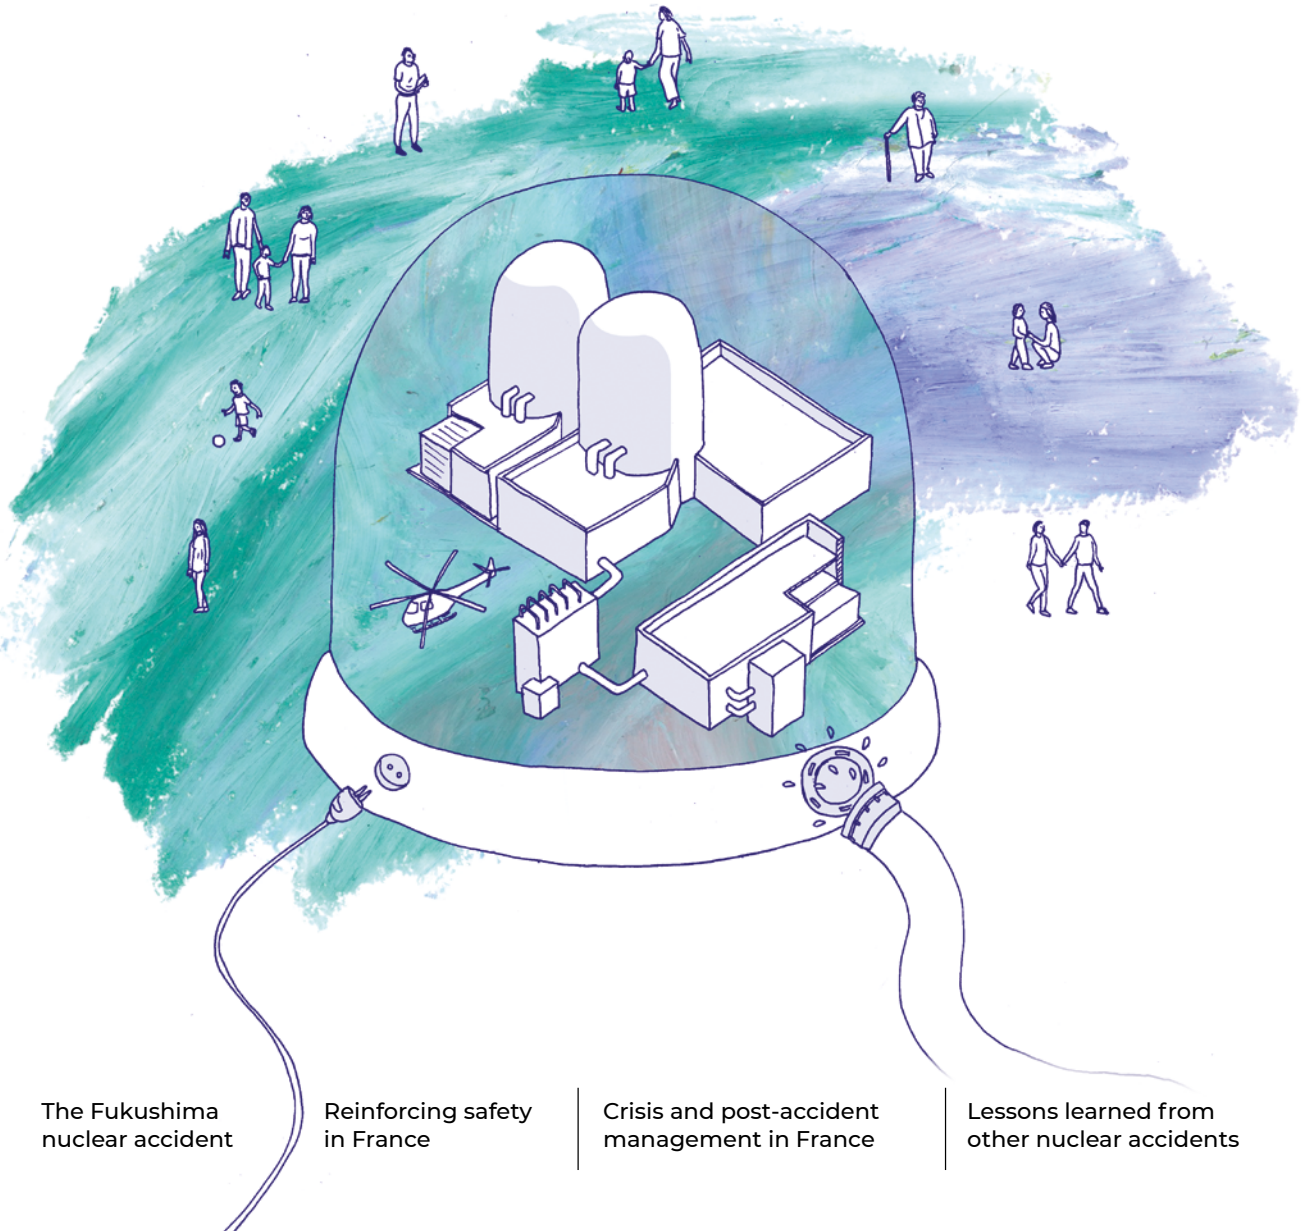 The Fukushima
nuclear accident
Reinforcing safety
in France
Crisis and post-accident
management in France
Lessons learned from
other nuclear accidents